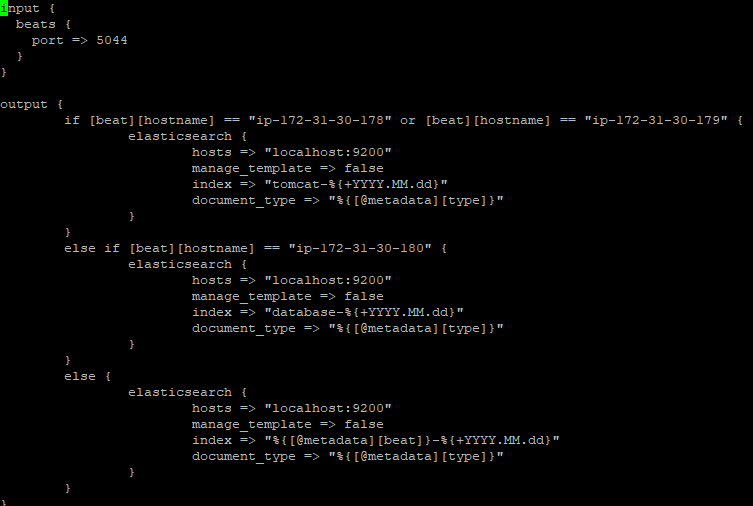 input {
  beats {
    port => 5044
  }
}

output {
        if [beat][hostname] == "ip-172-31-30-178" or [beat][hostname] == "ip-172-31-30-179" {
                elasticsearch {
                        hosts => "localhost:9200"
                        manage_template => false
                        index => "tomcat-%{+YYYY.MM.dd}"
                        document_type => "%{[@metadata][type]}"
                }
        }
        else if [beat][hostname] == "ip-172-31-30-180" {
                elasticsearch {
                        hosts => "localhost:9200"
                        manage_template => false
                        index => "database-%{+YYYY.MM.dd}"
                        document_type => "%{[@metadata][type]}"
                }
        }
        else {
                elasticsearch {
                        hosts => "localhost:9200"
                        manage_template => false
                        index => "%{[@metadata][beat]}-%{+YYYY.MM.dd}"
                        document_type => "%{[@metadata][type]}"
                }
        }
}